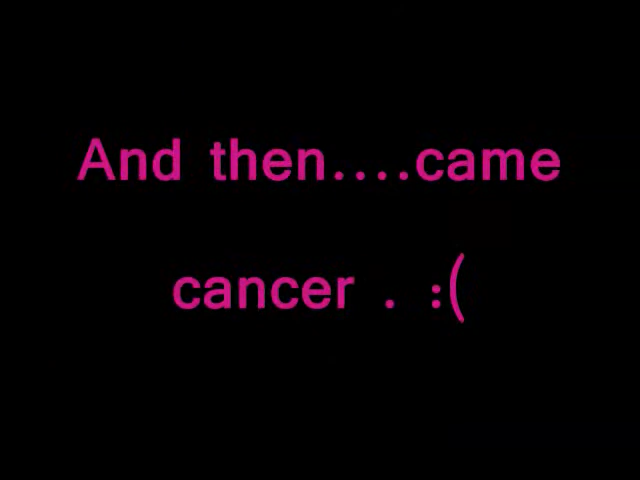 And then....came
cancer . :(